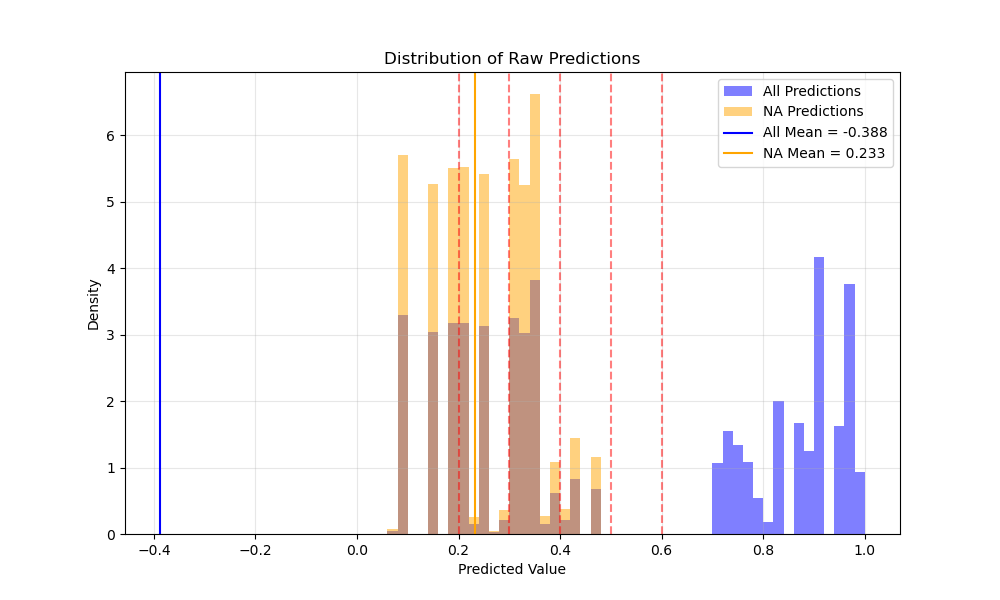 Distribution of Raw Predictions
All Predictions
NA Predictions
All Mean = -0.388
NA Mean = 0.233
Density
6
5
4
3
2
1
0
−0.4 −0.2 0.0 0.2 0.4 0.6 0.8 1.0
Predicted Value